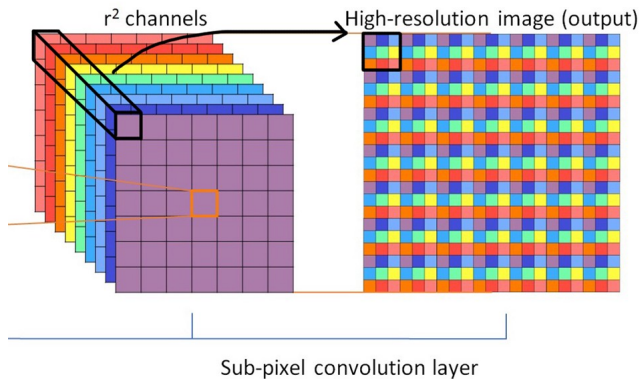 r² channels
High-resolution image (output)
Sub-pixel convolution layer